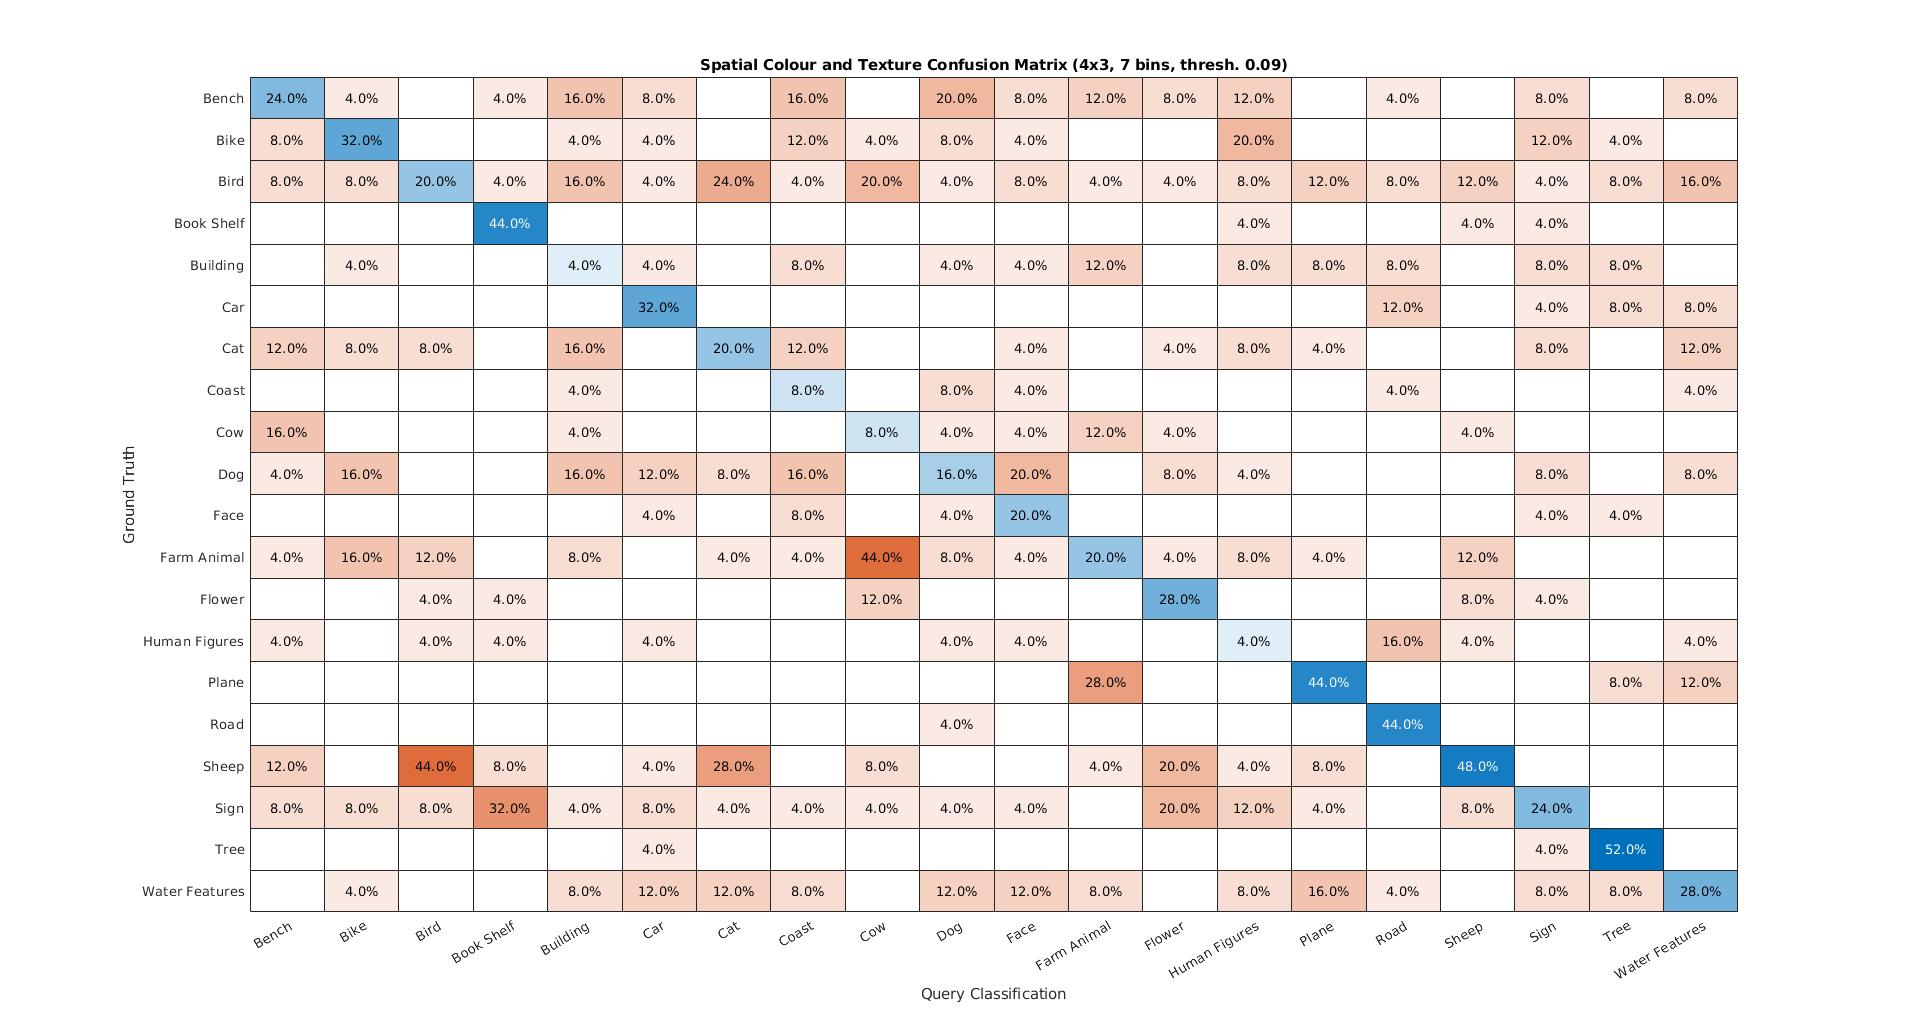 Spatial Colour and Texture Confusion Matrix (4x3, 7 bins, thresh. 0.09)
Bench 24.0% 4.0% 4.0% 16.0% 8.0% 16.0% 20.0% 8.0% 12.0% 8.0% 12.0% 4.0% 8.0% 8.0%
Bike 8.0% 32.0% 4.0% 4.0% 12.0% 4.0% 8.0% 4.0% 20.0% 12.0% 4.0%
Bird 8.0% 8.0% 20.0% 4.0% 16.0% 4.0% 24.0% 4.0% 20.0% 4.0% 8.0% 4.0% 4.0% 8.0% 12.0% 8.0% 12.0% 4.0% 8.0% 16.0%
Book Shelf 44.0% 4.0% 4.0% 4.0%
Building 4.0% 4.0% 4.0% 8.0% 4.0% 4.0% 12.0% 8.0% 8.0% 8.0% 8.0% 8.0%
Car 32.0% 12.0% 4.0% 8.0% 8.0%
Cat 12.0% 8.0% 8.0% 16.0% 20.0% 12.0% 4.0% 4.0% 8.0% 4.0% 8.0% 12.0%
Coast 4.0% 8.0% 8.0% 4.0% 4.0% 4.0%
Cow 16.0% 4.0% 8.0% 4.0% 4.0% 12.0% 4.0% 4.0%
Dog 4.0% 16.0% 16.0% 12.0% 8.0% 16.0% 16.0% 20.0% 8.0% 4.0% 8.0% 8.0%
Face 4.0% 8.0% 4.0% 20.0% 4.0% 4.0%
Farm Animal 4.0% 16.0% 12.0% 8.0% 4.0% 4.0% 44.0% 8.0% 4.0% 20.0% 4.0% 8.0% 4.0% 12.0%
Flower 4.0% 4.0% 12.0% 28.0% 8.0% 4.0%
Human Figures 4.0% 4.0% 4.0% 4.0% 4.0% 4.0% 4.0% 16.0% 4.0% 4.0%
Plane 28.0% 44.0% 8.0% 12.0%
Road 4.0% 44.0%
Sheep 12.0% 44.0% 8.0% 4.0% 28.0% 8.0% 4.0% 20.0% 4.0% 8.0% 48.0%
Sign 8.0% 8.0% 8.0% 32.0% 4.0% 8.0% 4.0% 4.0% 4.0% 4.0% 4.0% 20.0% 12.0% 4.0% 8.0% 24.0%
Tree 4.0% 4.0% 52.0%
Water Features 4.0% 8.0% 12.0% 12.0% 8.0% 12.0% 12.0% 8.0% 8.0% 16.0% 4.0% 8.0% 8.0% 28.0%
Ground Truth
Bench Bike Bird Book Shelf Building Car Cat Coast Cow Dog Face Farm Animal Flower Human Figures Plane Road Sheep Sign Tree Water Features
Query Classification